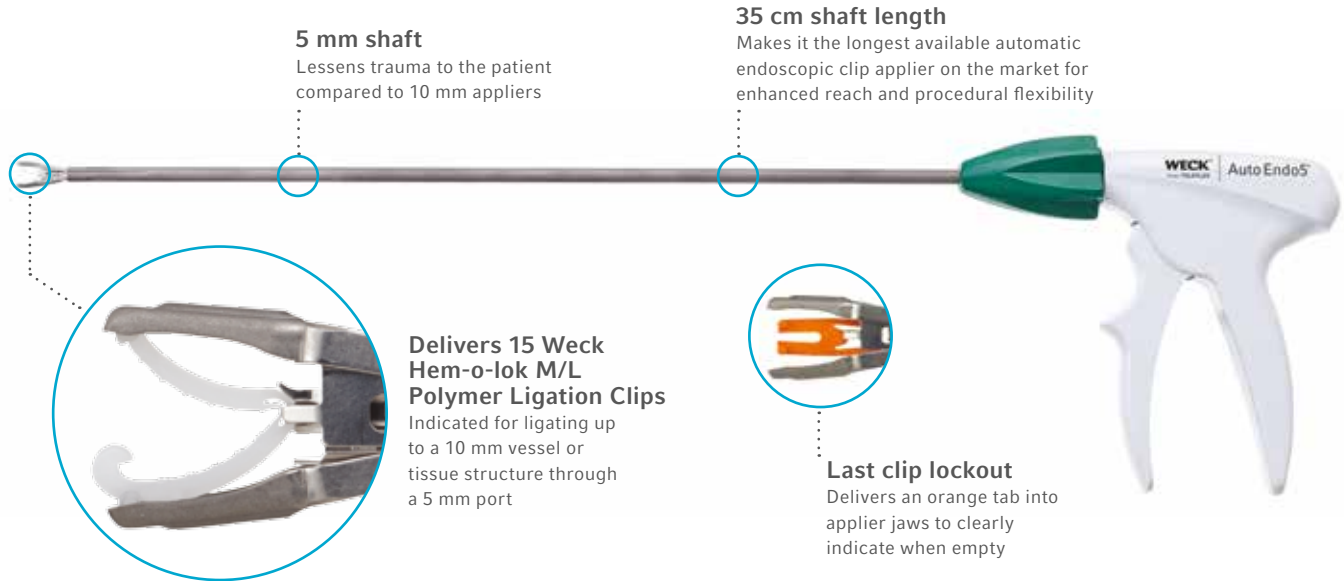 5 mm shaft
Lessens trauma to the patient
compared to 10 mm appliers
35 cm shaft length
Makes it the longest available automatic
endoscopic clip applier on the market for
enhanced reach and procedural flexibility
WECK
Auto Endo5
Delivers 15 Weck
Hem-o-lok M/L
Polymer Ligation Clips
Indicated for ligating up
to a 10 mm vessel or
tissue structure through
a 5 mm port
Last clip lockout
Delivers an orange tab into
applier jaws to clearly
indicate when empty